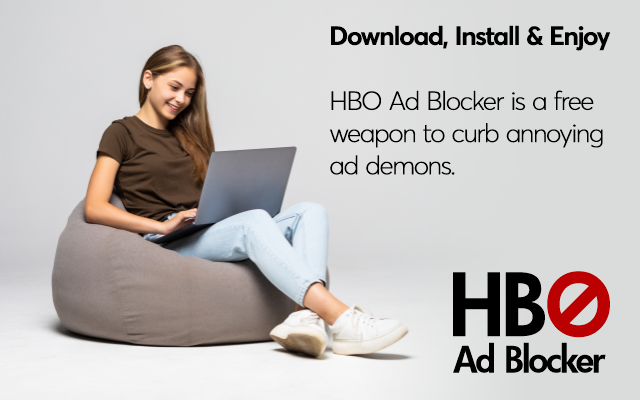 Download, Install & Enjoy
HBO Ad Blocker is a free
weapon to curb annoying
ad demons.
HBO
Ad Blocker